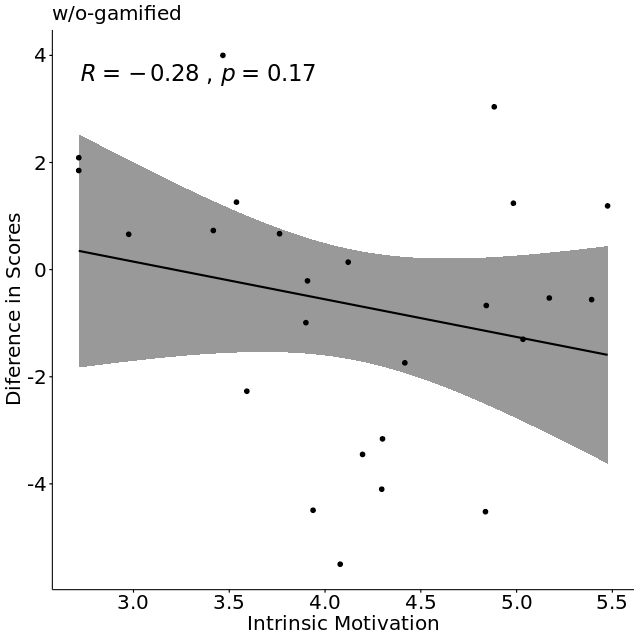 w/o-gamified
4
R = −0.28 , p = 0.17
2
0
-2
-4
Diference in Scores
3.0 3.5 4.0 4.5 5.0 5.5
Intrinsic Motivation